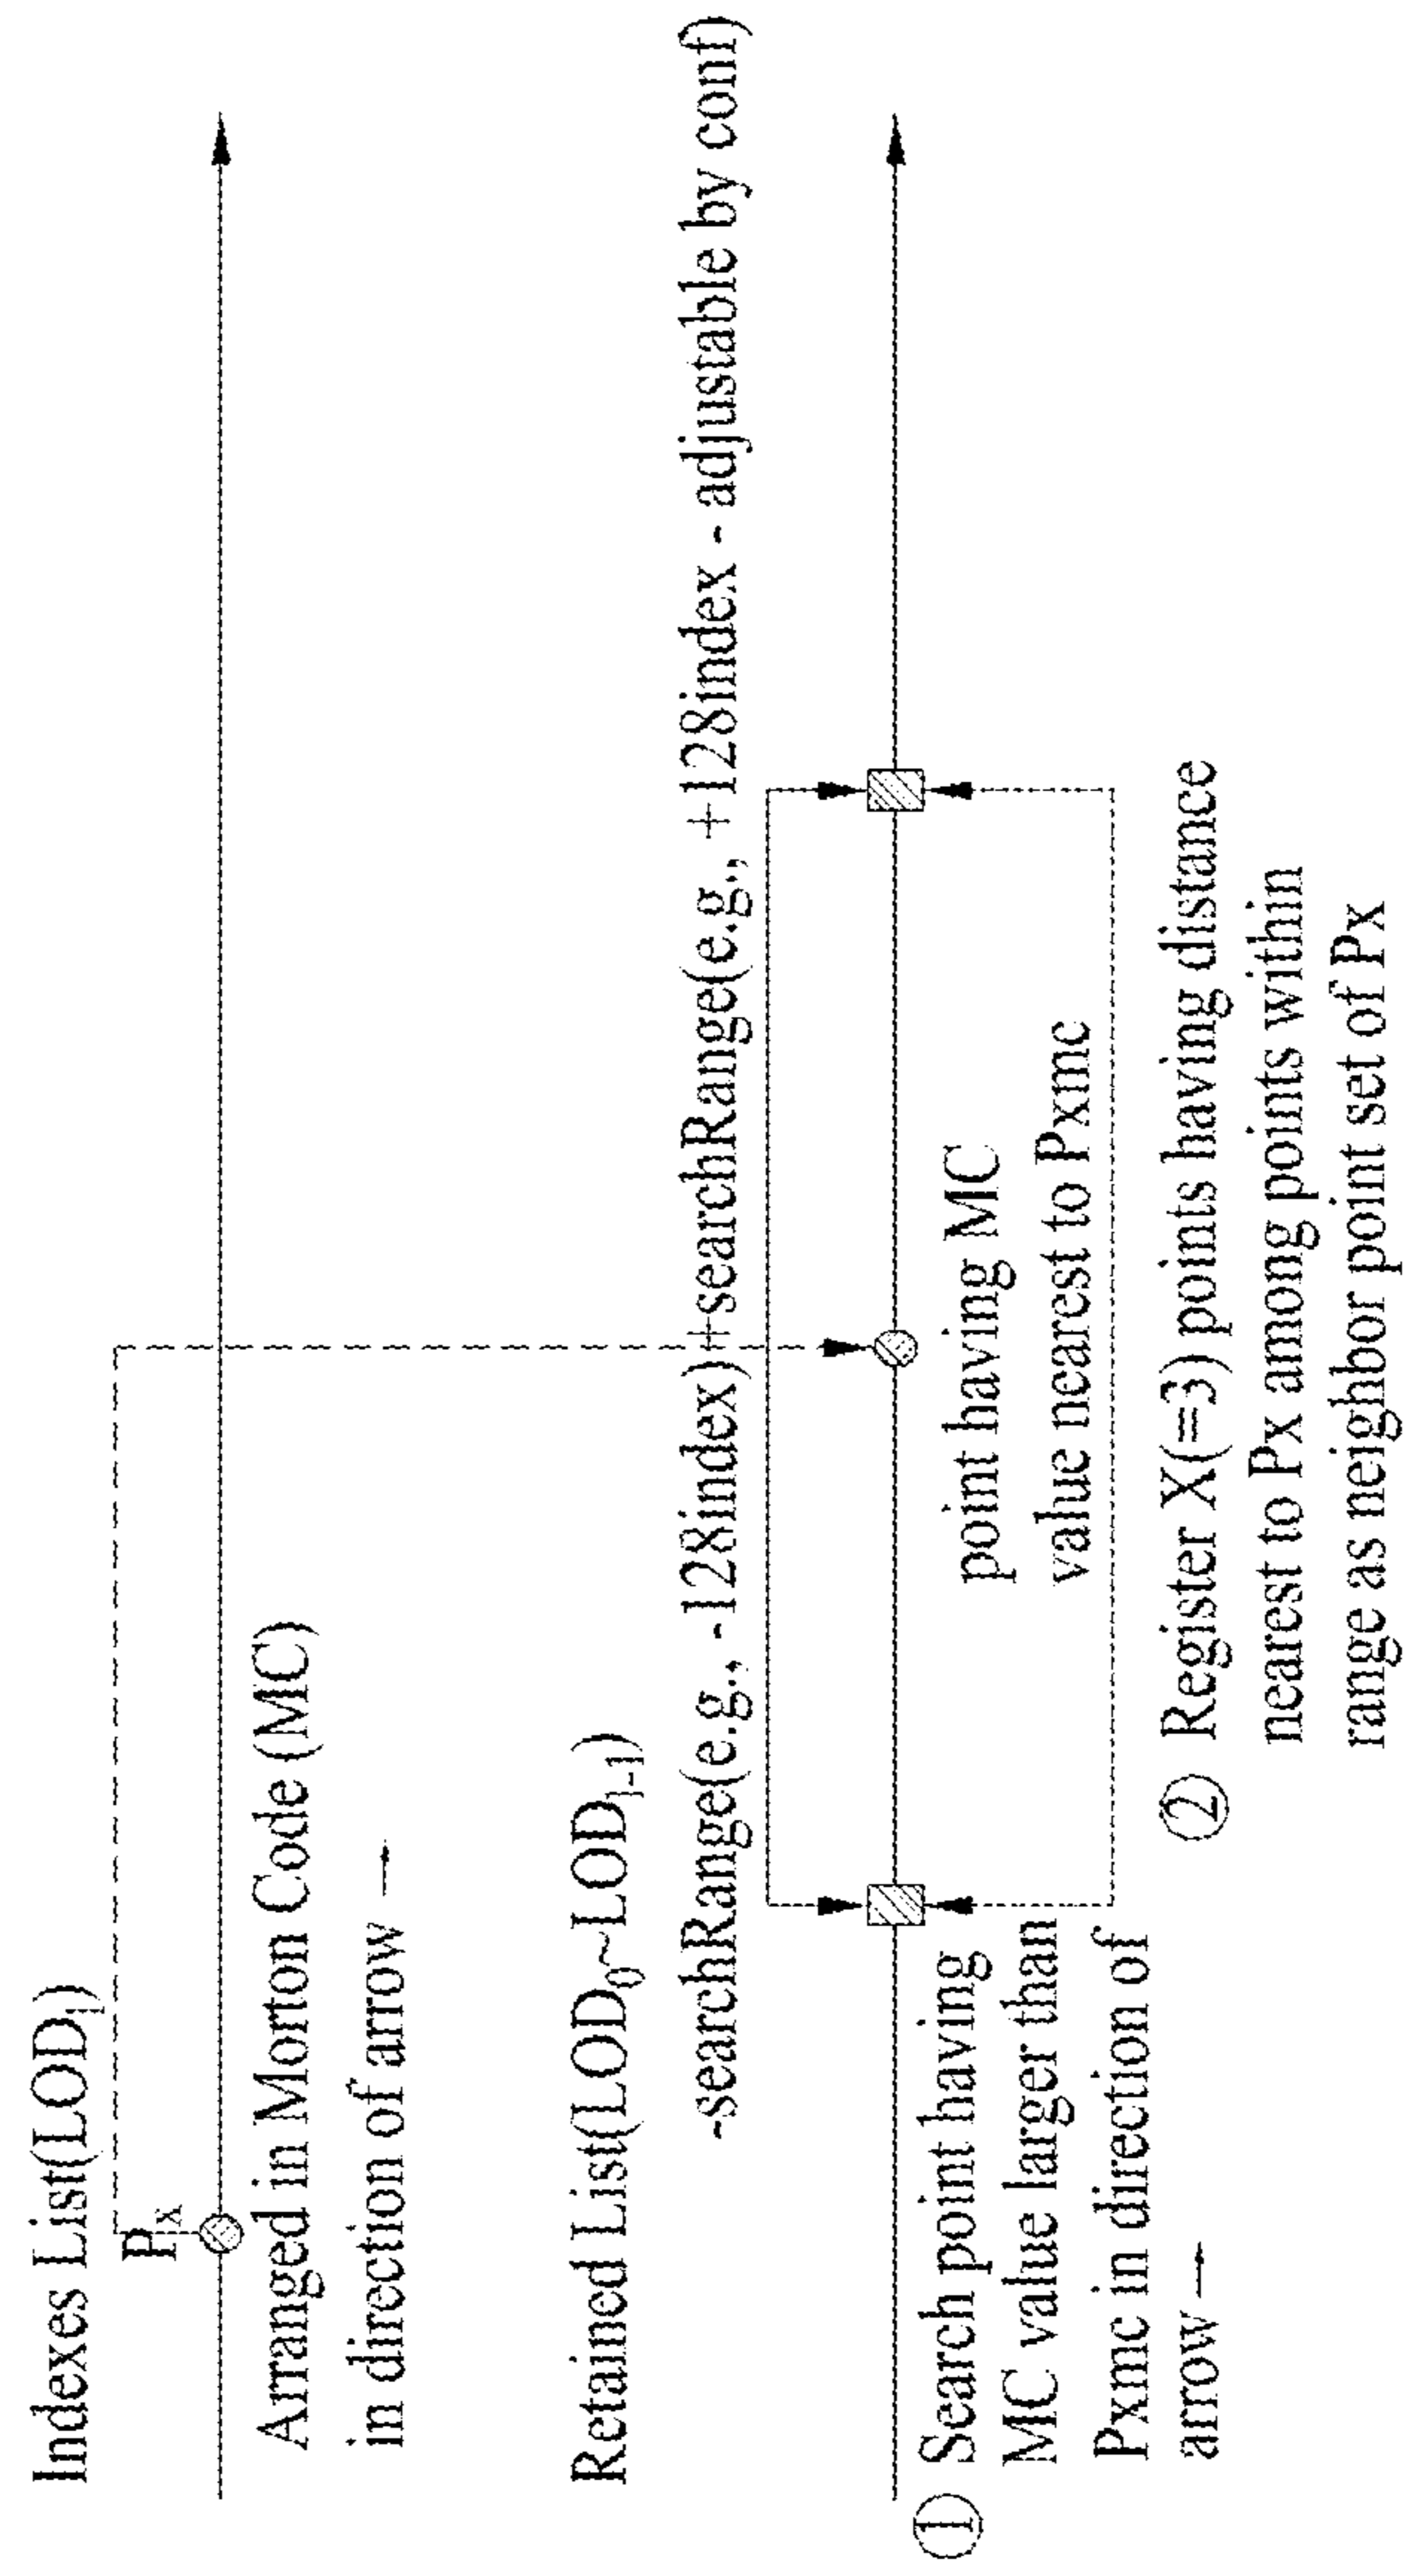 Indexes List(LOD₁)
Pₓ
Arranged in Morton Code (MC)
in direction of arrow →
Retained List(LOD₀~LOD₁₋₁)
-searchRange(e.g., -128index)+searchRange(e.g., +128index - adjustable by conf)
① Search point having
MC value larger than
Pxmc in direction of
arrow →
point having MC
value nearest to Pxmc
② Register X(=3) points having distance
nearest to Px among points within
range as neighbor point set of Px